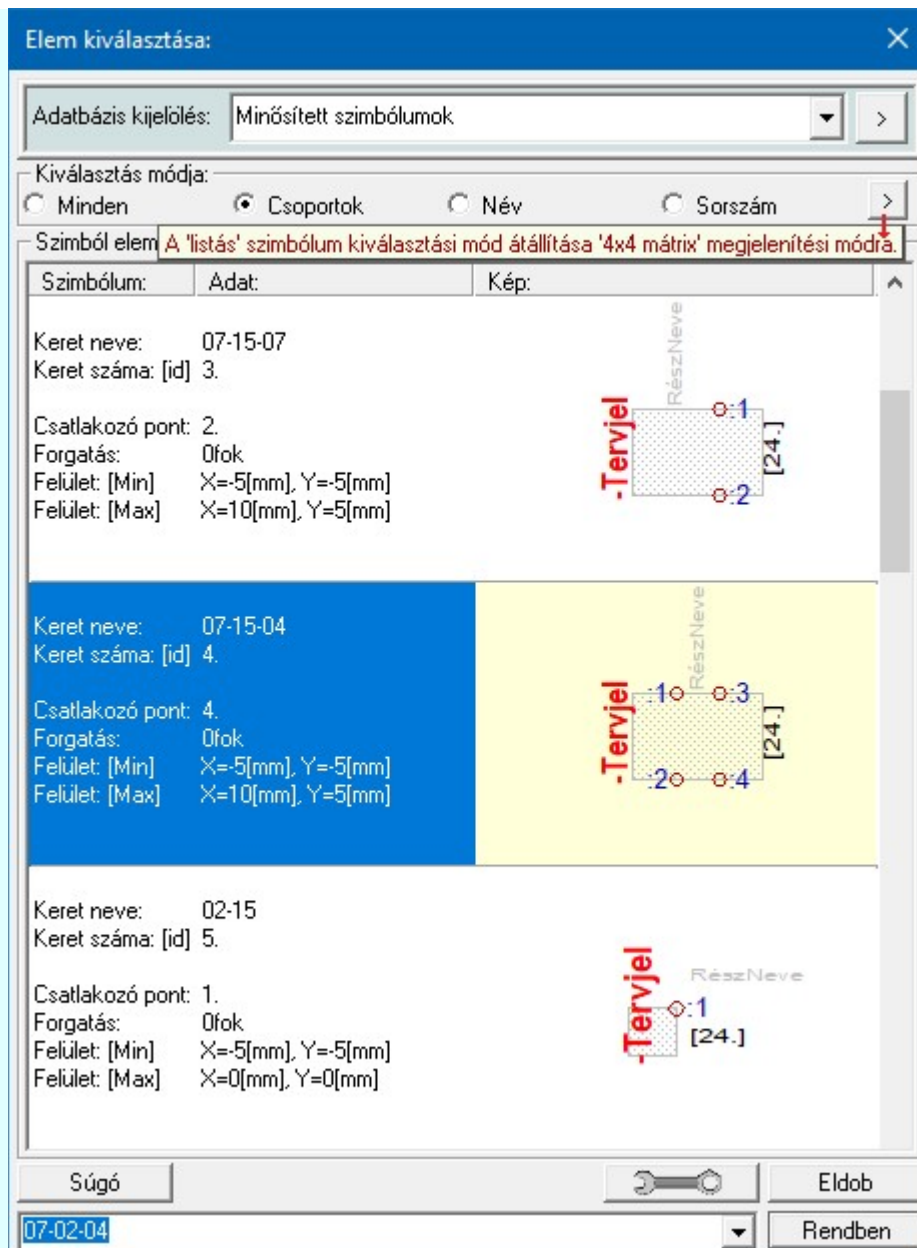 Elem kiválasztása:
Adatbázis kijelölés: Minősített szimbólumok >
Kiválasztás módja:
Minden Csoportok Név Sorszám >
Szimból elem
A 'listás' szimbólum kiválasztási mód átállítása '4x4 mátrix' megjelenítési módra.
Szimbólum: Adat: Kép:
Keret neve: 07-15-07
Keret száma: [id] 3.
Csatlakozó pont: 2.
Forgatás: 0fok
Felület: [Min] X=-5[mm], Y=-5[mm]
Felület: [Max] X=10[mm], Y=5[mm]
RészNeve
-Tervjel
:1
:2
[24.]
Keret neve: 07-15-04
Keret száma: [id] 4.
Csatlakozó pont: 4.
Forgatás: 0fok
Felület: [Min] X=-5[mm], Y=-5[mm]
Felület: [Max] X=10[mm], Y=5[mm]
RészNeve
-Tervjel
:1 :3
:2 :4
[24.]
Keret neve: 02-15
Keret száma: [id] 5.
Csatlakozó pont: 1.
Forgatás: 0fok
Felület: [Min] X=-5[mm], Y=-5[mm]
Felület: [Max] X=0[mm], Y=0[mm]
-Tervjel
RészNeve
:1
[24.]
Súgó Eldob
07-02-04 Rendben